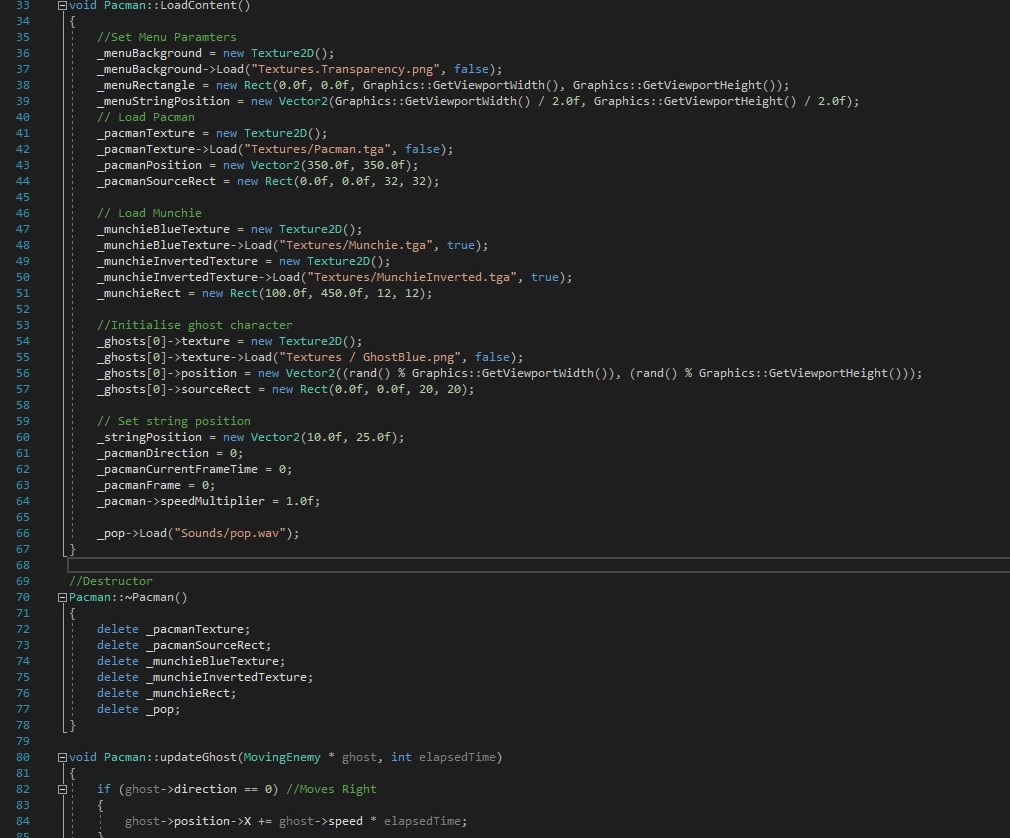 33 void Pacman::LoadContent()
34 {
35 //Set Menu Paramters
36 _menuBackground = new Texture2D();
37 _menuBackground->Load("Textures.Transparency.png", false);
38 _menuRectangle = new Rect(0.0f, 0.0f, Graphics::GetViewportWidth(), Graphics::GetViewportHeight());
39 _menuStringPosition = new Vector2(Graphics::GetViewportWidth() / 2.0f, Graphics::GetViewportHeight() / 2.0f);
40 // Load Pacman
41 _pacmanTexture = new Texture2D();
42 _pacmanTexture->Load("Textures/Pacman.tga", false);
43 _pacmanPosition = new Vector2(350.0f, 350.0f);
44 _pacmanSourceRect = new Rect(0.0f, 0.0f, 32, 32);
45
46 // Load Munchie
47 _munchieBlueTexture = new Texture2D();
48 _munchieBlueTexture->Load("Textures/Munchie.tga", true);
49 _munchieInvertedTexture = new Texture2D();
50 _munchieInvertedTexture->Load("Textures/MunchieInverted.tga", true);
51 _munchieRect = new Rect(100.0f, 450.0f, 12, 12);
52
53 //Initialise ghost character
54 _ghosts[0]->texture = new Texture2D();
55 _ghosts[0]->texture->Load("Textures / GhostBlue.png", false);
56 _ghosts[0]->position = new Vector2((rand() % Graphics::GetViewportWidth()), (rand() % Graphics::GetViewportHeight()));
57 _ghosts[0]->sourceRect = new Rect(0.0f, 0.0f, 20, 20);
58
59 // Set string position
60 _stringPosition = new Vector2(10.0f, 25.0f);
61 _pacmanDirection = 0;
62 _pacmanCurrentFrameTime = 0;
63 _pacmanFrame = 0;
64 _pacman->speedMultiplier = 1.0f;
65
66 _pop->Load("Sounds/pop.wav");
67 }
68
69 //Destructor
70 Pacman::~Pacman()
71 {
72 delete _pacmanTexture;
73 delete _pacmanSourceRect;
74 delete _munchieBlueTexture;
75 delete _munchieInvertedTexture;
76 delete _munchieRect;
77 delete _pop;
78 }
79
80 void Pacman::updateGhost(MovingEnemy * ghost, int elapsedTime)
81 {
82 if (ghost->direction == 0) //Moves Right
83 {
84 ghost->position->X += ghost->speed * elapsedTime;
85 }